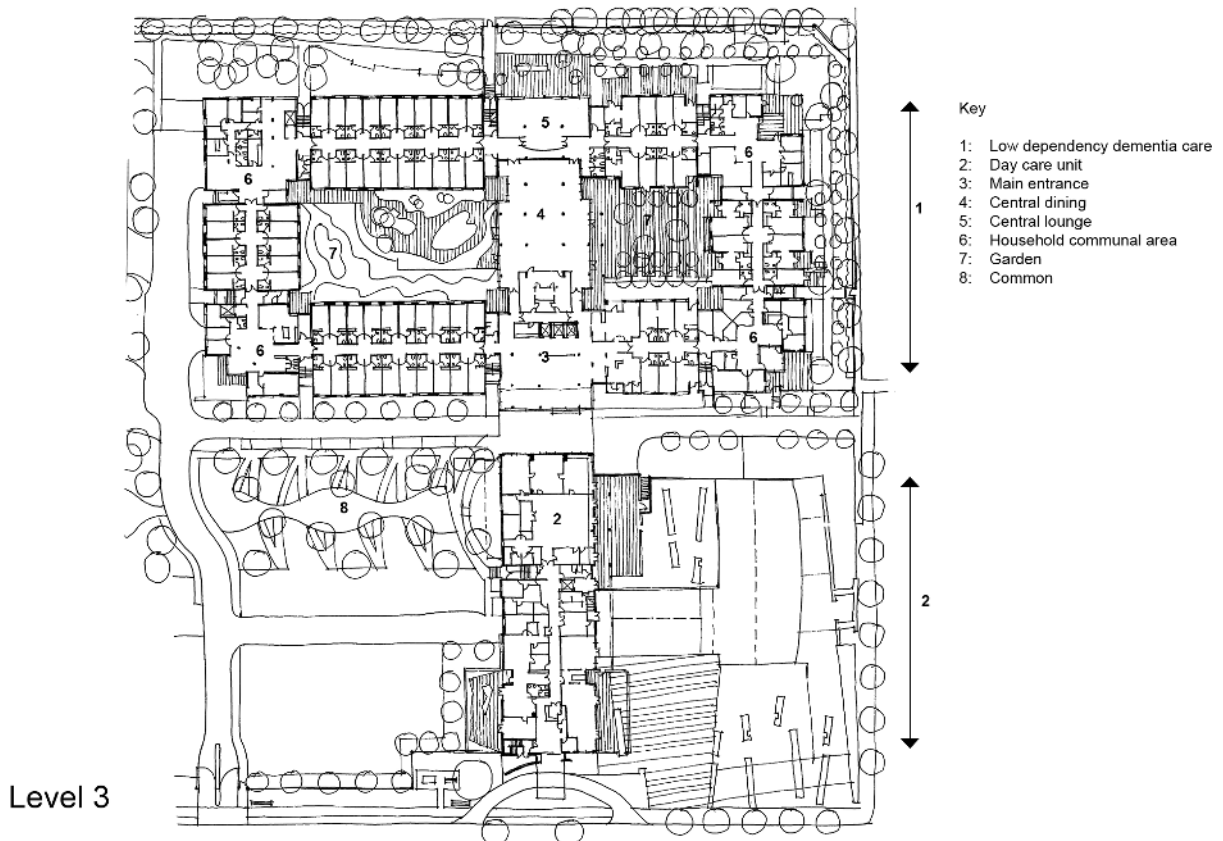 Key
1: Low dependency dementia care
2: Day care unit
3: Main entrance
4: Central dining
5: Central lounge
6: Household communal area
7: Garden
8: Common
5
6
6
4
7
7
1
6
3
6
2
8
2
Level 3